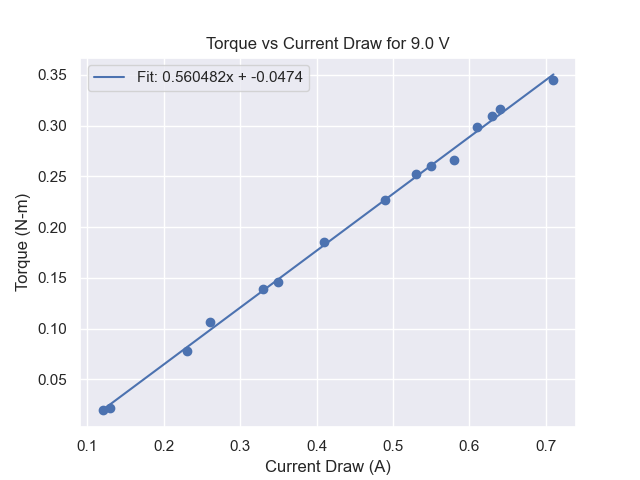 Torque vs Current Draw for 9.0 V
Fit: 0.560482x + -0.0474
0.35
0.30
0.25
0.20
0.15
0.10
0.05
Torque (N-m)
0.1 0.2 0.3 0.4 0.5 0.6 0.7
Current Draw (A)